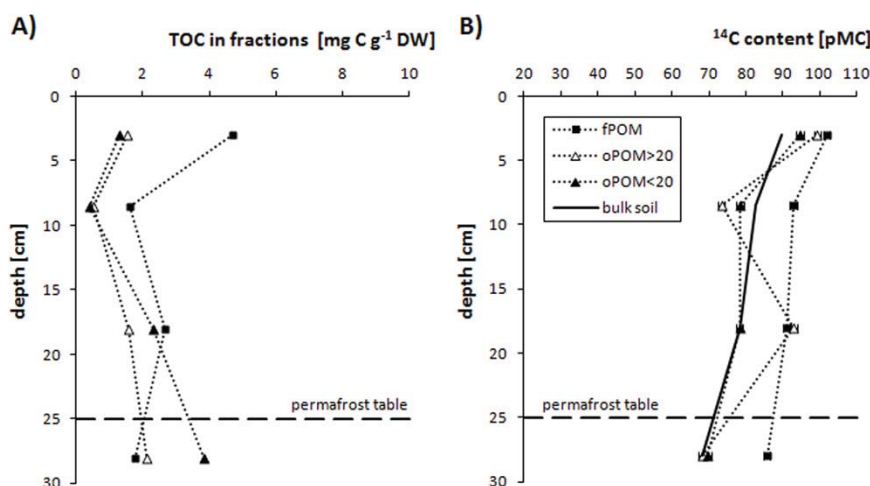 A)
TOC in fractions [mg C g⁻¹ DW]
0 2 4 6 8 10
0
5
10
15
20
25
30
depth [cm]
permafrost table
B)
¹⁴C content [pMC]
20 30 40 50 60 70 80 90 100 110
0
5
10
15
20
25
30
depth [cm]
fPOM
oPOM>20
oPOM<20
bulk soil
permafrost table